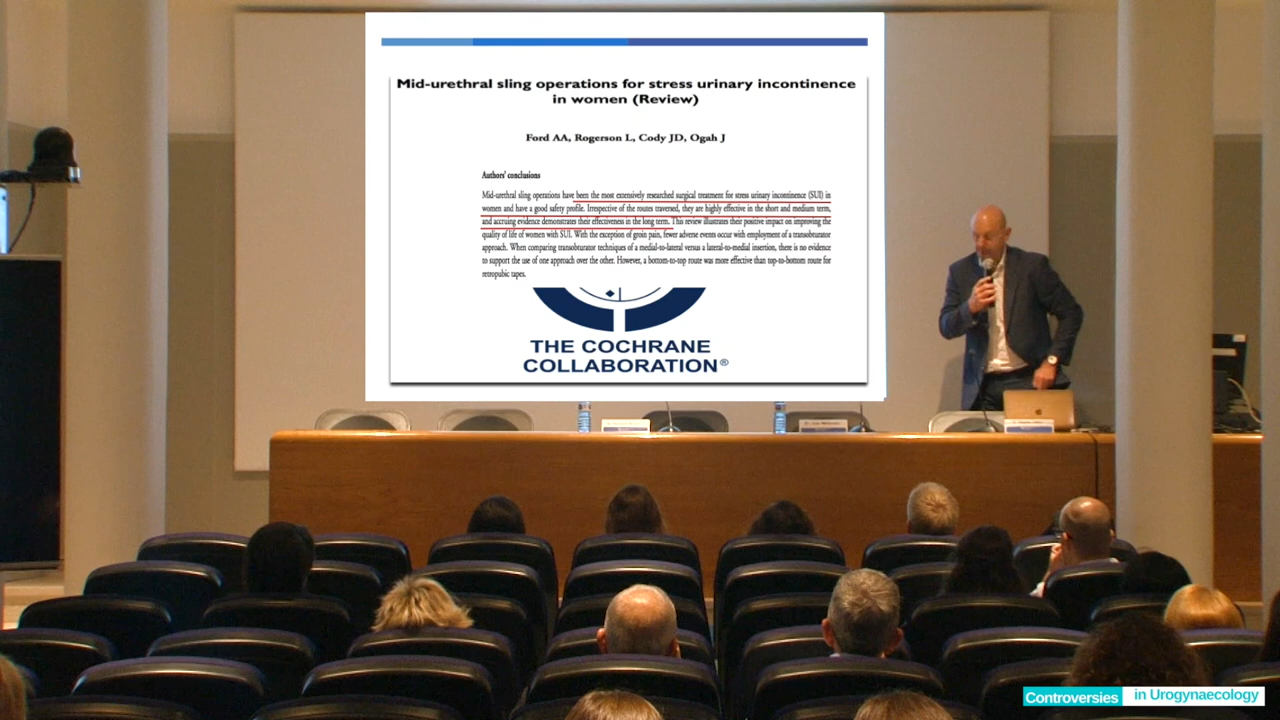 Mid-urethral sling operations for stress urinary incontinence
in women (Review)
Ford AA, Rogerson L, Cody JD, Ogah J
Authors' conclusions
Mid-urethral sling operations have been the most extensively researched surgical treatment for stress urinary incontinence (SUI) in
women and have a good safety profile. Irrespective of the routes traversed, they are highly effective in the short and medium term,
and accruing evidence demonstrates their effectiveness in the long term. This review illustrates their positive impact on improving the
quality of life of women with SUI. With the exception of groin pain, fewer adverse events occur with employment of a transobturator
approach. When comparing transobturator techniques of a medial-to-lateral versus a lateral-to-medial insertion, there is no evidence
to support the use of one approach over the other. However, a bottom-to-top route was more effective than top-to-bottom route for
retropubic tapes.
THE COCHRANE
COLLABORATION®
Controversies in Urogynaecology